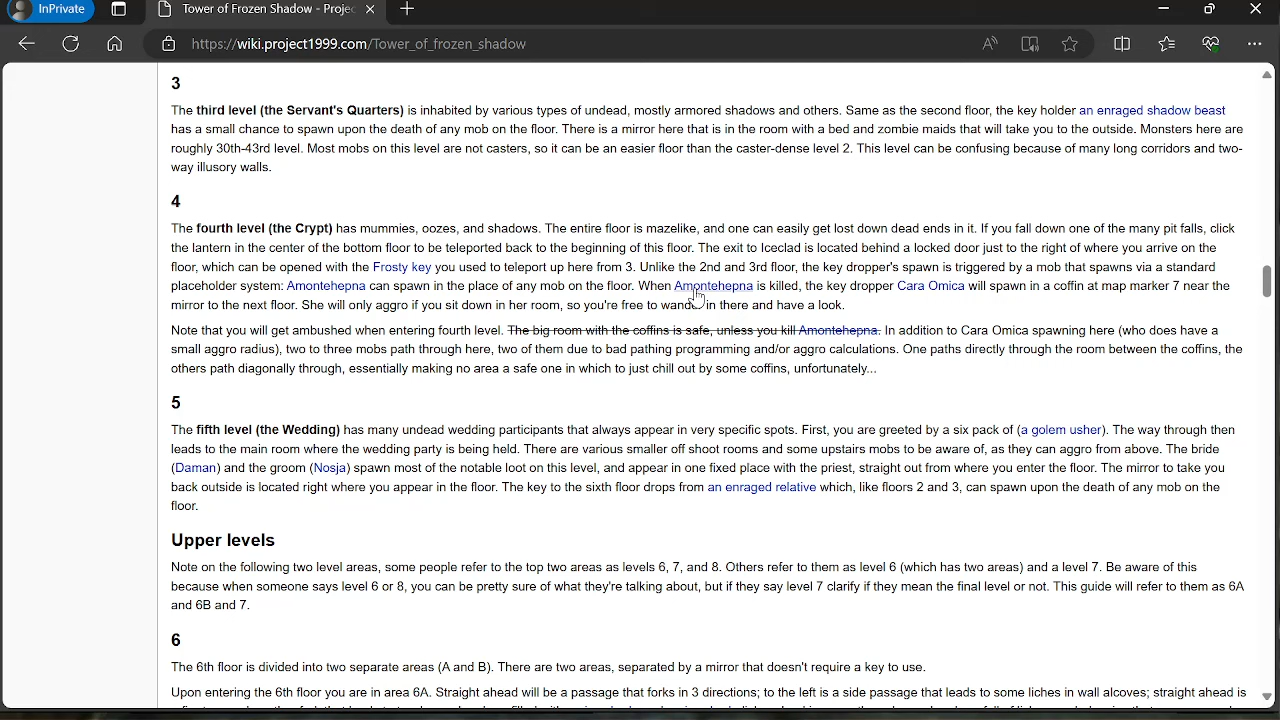 InPrivate
Tower of Frozen Shadow - Projec
https://wiki.project1999.com/Tower_of_frozen_shadow
3
The third level (the Servant's Quarters) is inhabited by various types of undead, mostly armored shadows and others. Same as the second floor, the key holder an enraged shadow beast
has a small chance to spawn upon the death of any mob on the floor. There is a mirror here that is in the room with a bed and zombie maids that will take you to the outside. Monsters here are
roughly 30th-43rd level. Most mobs on this level are not casters, so it can be an easier floor than the caster-dense level 2. This level can be confusing because of many long corridors and two-
way illusory walls.
4
The fourth level (the Crypt) has mummies, oozes, and shadows. The entire floor is mazelike, and one can easily get lost down dead ends in it. If you fall down one of the many pit falls, click
the lantern in the center of the bottom floor to be teleported back to the beginning of this floor. The exit to Iceclad is located behind a locked door just to the right of where you arrive on the
floor, which can be opened with the Frosty key you used to teleport up here from 3. Unlike the 2nd and 3rd floor, the key dropper's spawn is triggered by a mob that spawns via a standard
placeholder system: Amontehepna can spawn in the place of any mob on the floor. When Amontehepna is killed, the key dropper Cara Omica will spawn in a coffin at map marker 7 near the
mirror to the next floor. She will only aggro if you sit down in her room, so you're free to wander in there and have a look.
Note that you will get ambushed when entering fourth level. The big room with the coffins is safe, unless you kill Amontehepna. In addition to Cara Omica spawning here (who does have a
small aggro radius), two to three mobs path through here, two of them due to bad pathing programming and/or aggro calculations. One paths directly through the room between the coffins, the
others path diagonally through, essentially making no area a safe one in which to just chill out by some coffins, unfortunately...
5
The fifth level (the Wedding) has many undead wedding participants that always appear in very specific spots. First, you are greeted by a six pack of (a golem usher). The way through then
leads to the main room where the wedding party is being held. There are various smaller off shoot rooms and some upstairs mobs to be aware of, as they can aggro from above. The bride
(Daman) and the groom (Nosja) spawn most of the notable loot on this level, and appear in one fixed place with the priest, straight out from where you enter the floor. The mirror to take you
back outside is located right where you appear in the floor. The key to the sixth floor drops from an enraged relative which, like floors 2 and 3, can spawn upon the death of any mob on the
floor.
Upper levels
Note on the following two level areas, some people refer to the top two areas as levels 6, 7, and 8. Others refer to them as level 6 (which has two areas) and a level 7. Be aware of this
because when someone says level 6 or 8, you can be pretty sure of what they're talking about, but if they say level 7 clarify if they mean the final level or not. This guide will refer to them as 6A
and 6B and 7.
6
The 6th floor is divided into two separate areas (A and B). There are two areas, separated by a mirror that doesn't require a key to use.
Upon entering the 6th floor you are in area 6A. Straight ahead will be a passage that forks in 3 directions; to the left is a side passage that leads to some liches in wall alcoves; straight ahead is